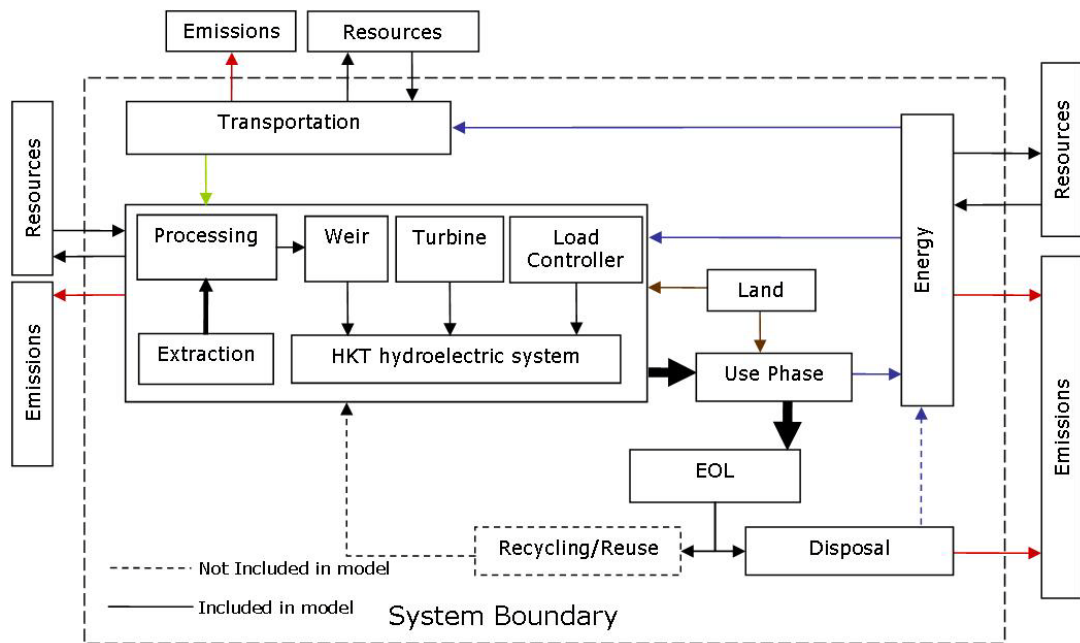 Emissions
Resources
Transportation
Resources
Emissions
Processing
Weir
Turbine
Load
Controller
Extraction
HKT hydroelectric system
Land
Use Phase
Energy
Resources
Emissions
EOL
Recycling/Reuse
Disposal
Not Included in model
Included in model
System Boundary